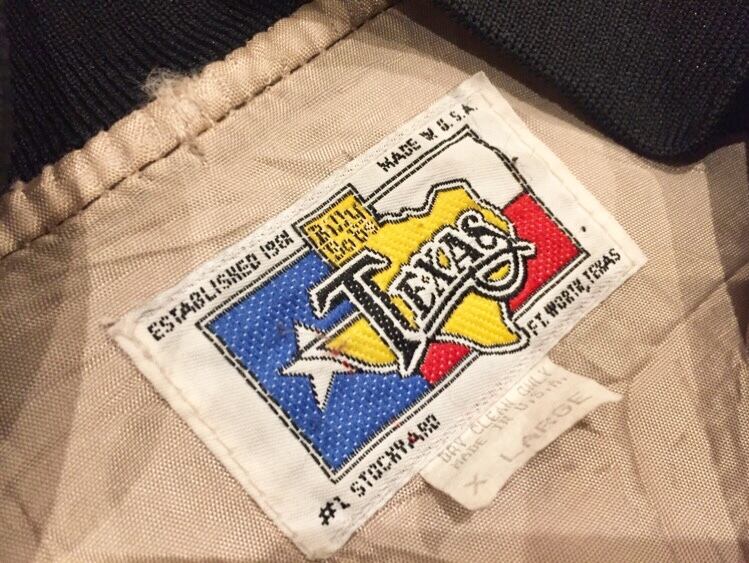 MADE IN U.S.A.
ESTABLISHED 1981
Billy
Bob's
TEXAS
FT. WORTH, TEXAS
#1 STOCKYARD
DRY CLEAN ONLY
MADE IN U.S.A.
X LARGE